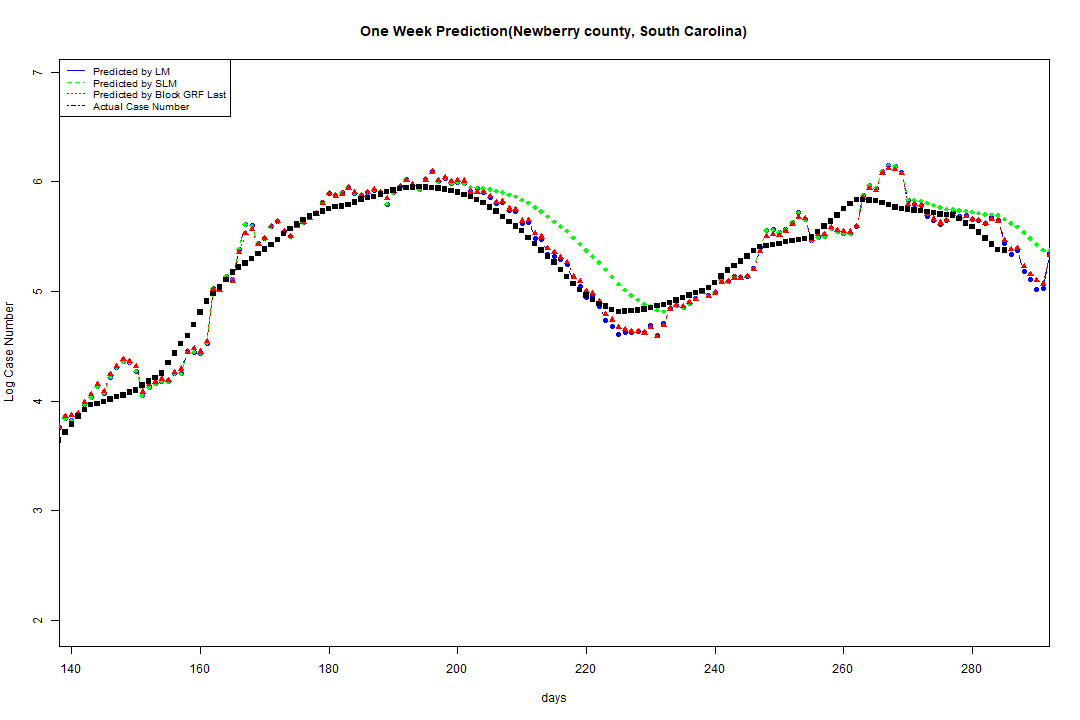 One Week Prediction(Newberry county, South Carolina)
Predicted by LM
Predicted by SLM
Predicted by Block GRF Last
Actual Case Number
7
6
5
4
3
2
Log Case Number
140 160 180 200 220 240 260 280
days